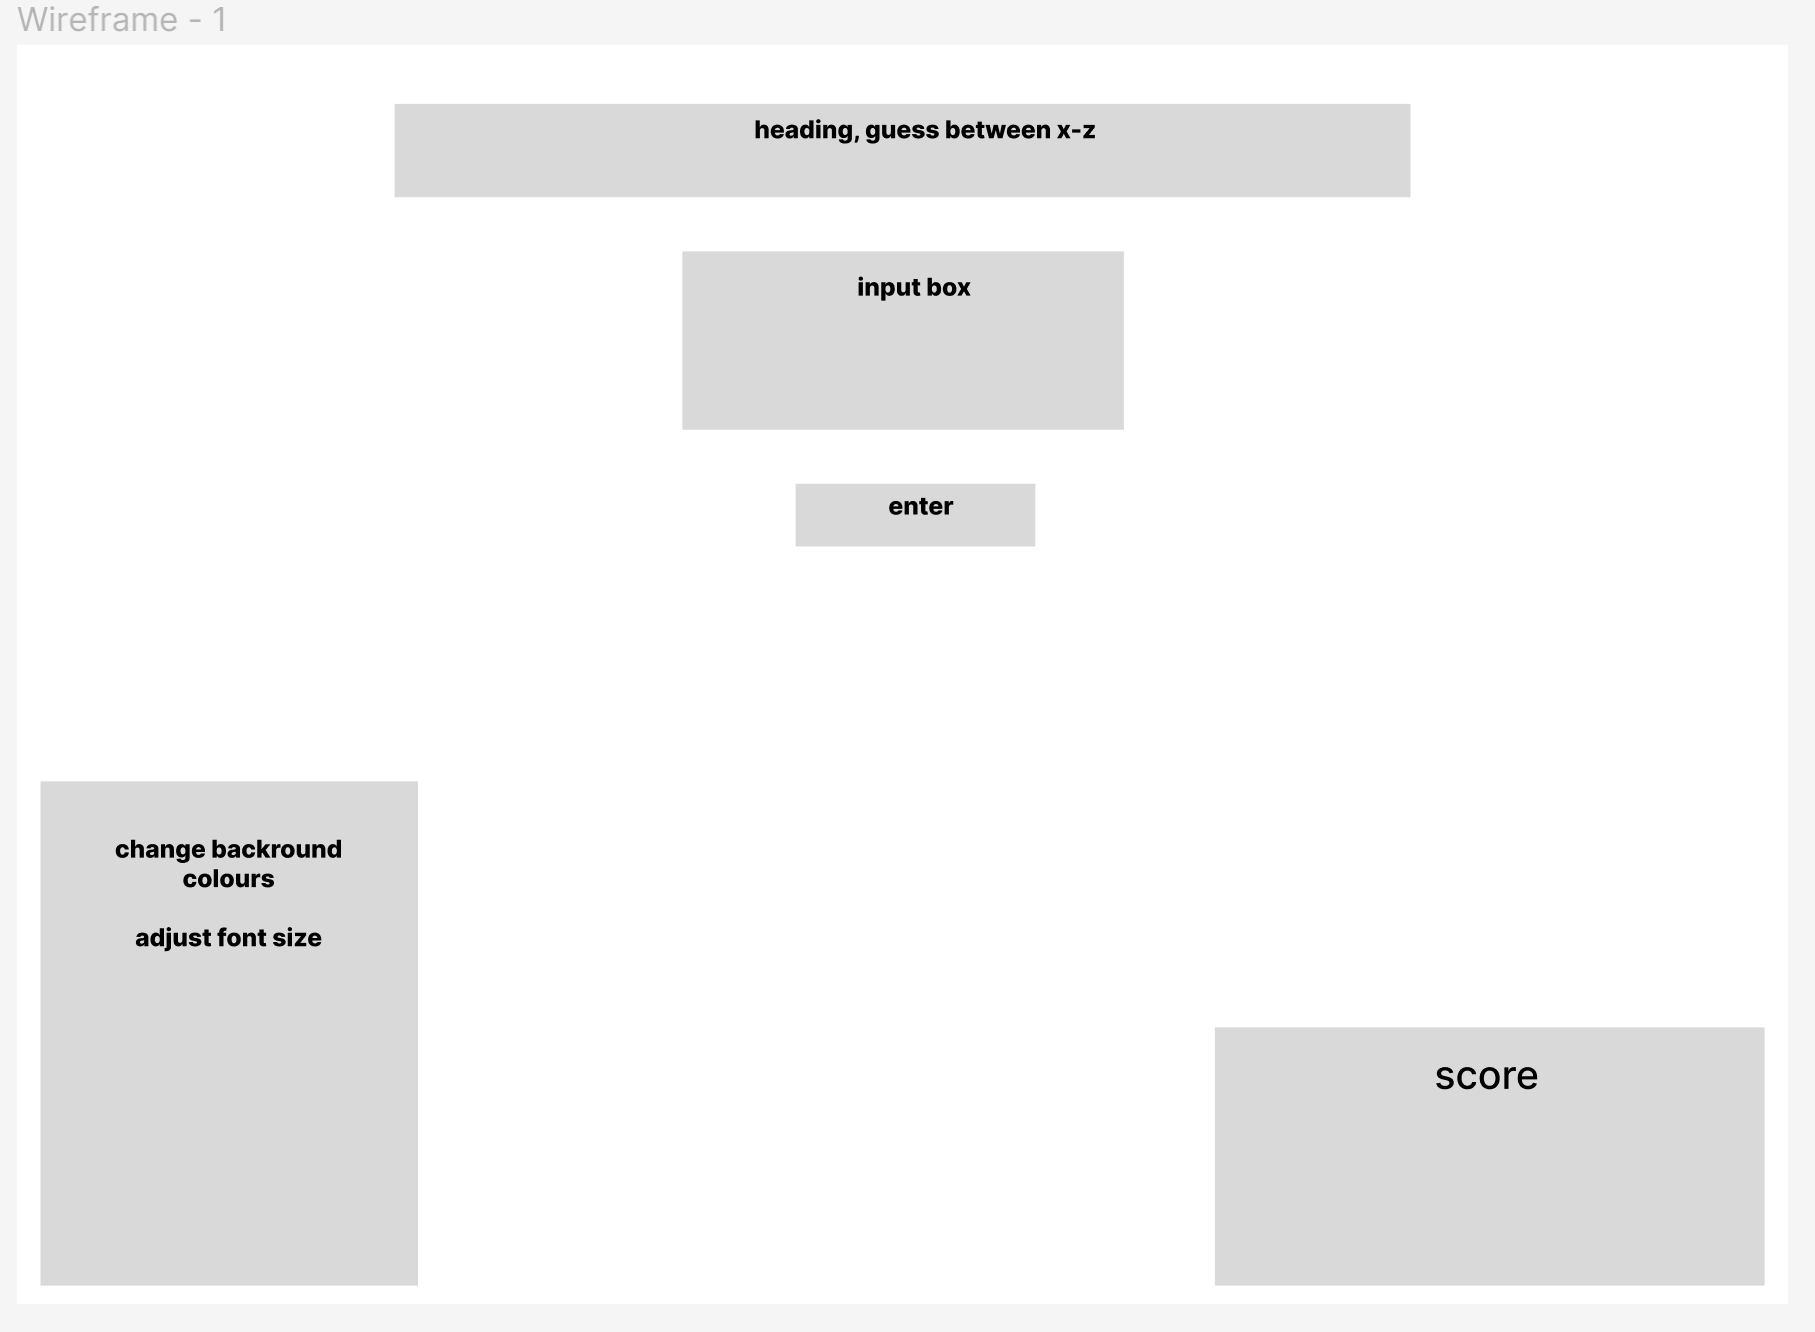 Wireframe - 1
heading, guess between x-z
input box
enter
change backround
colours
adjust font size
score